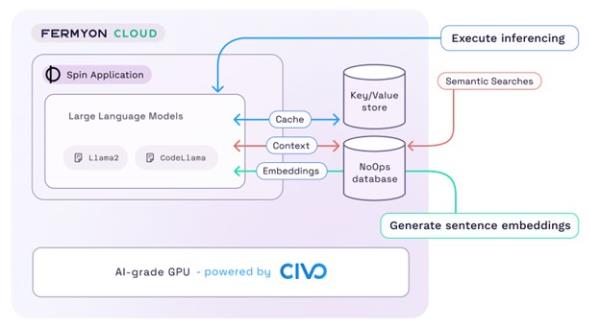 FERMYON CLOUD
Execute inferencing
Spin Application
Semantic Searches
Key/Value
store
Large Language Models
Cache
Context
Llama2
CodeLlama
Embeddings
NoOps
database
Generate sentence embeddings
AI-grade GPU - powered by CIVO